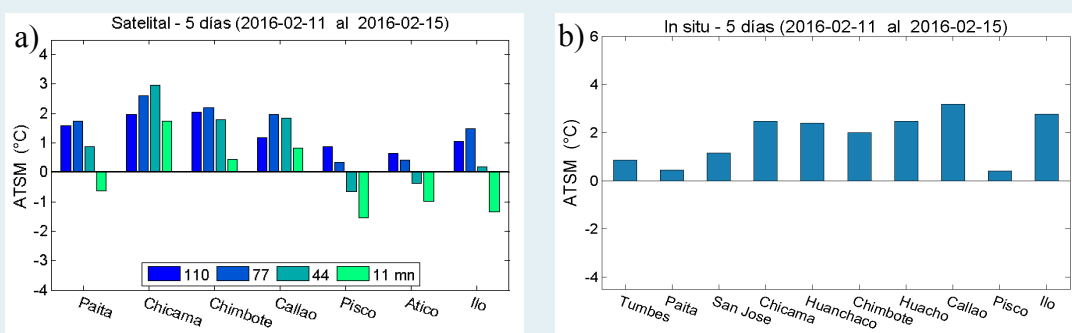 a)
Satelital - 5 días (2016-02-11 al 2016-02-15)
ATSM (°C)
4
3
2
1
0
-1
-2
-3
-4
110 77 44 11 mn
Paita Chicama Chimbote Callao Pisco Atico Ilo
b)
In situ - 5 días (2016-02-11 al 2016-02-15)
ATSM (°C)
6
4
2
0
-2
-4
Tumbes Paita San Jose Chicama Huanchaco Chimbote Huacho Callao Pisco Ilo